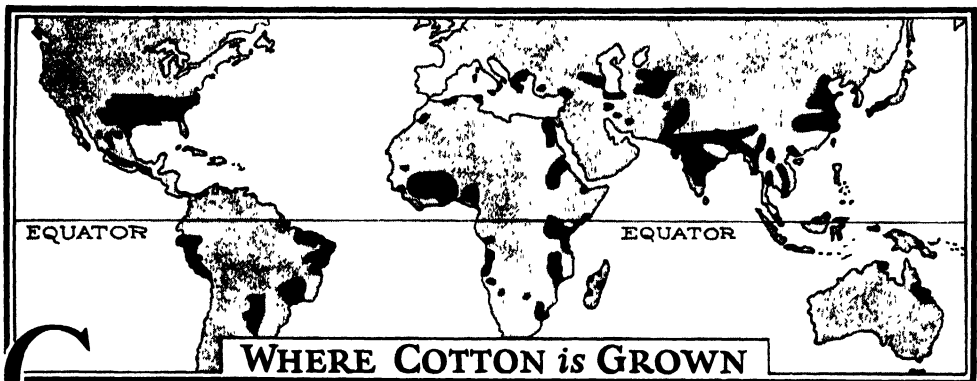 EQUATOR
EQUATOR
WHERE COTTON is GROWN
C